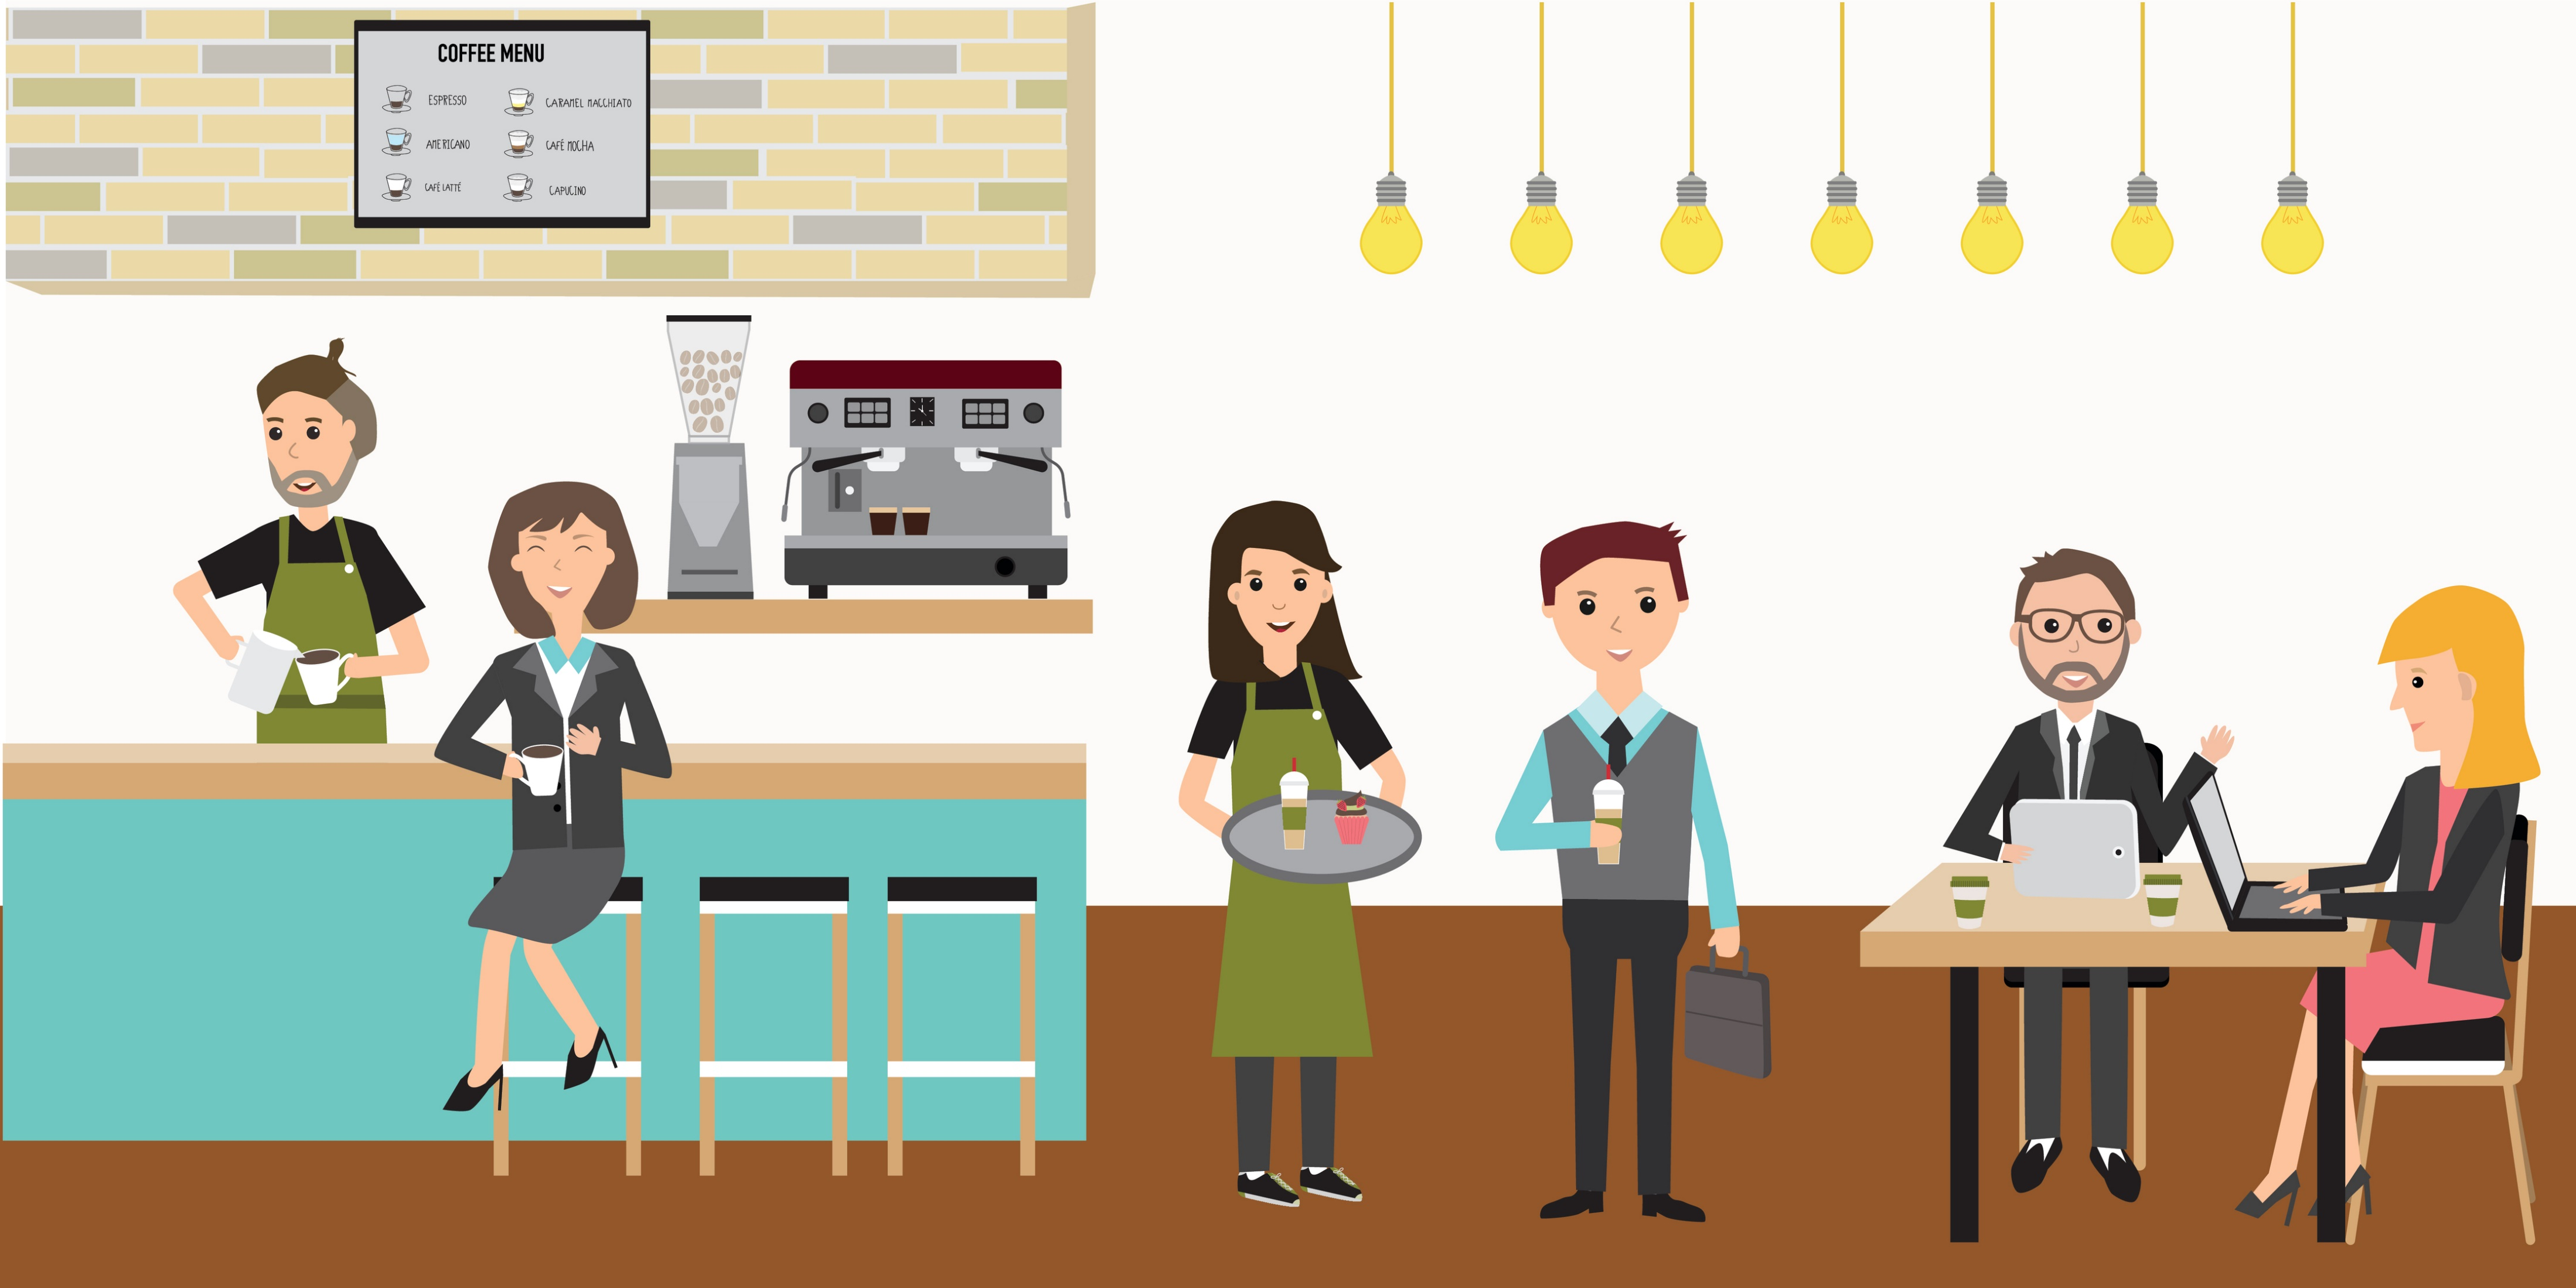 COFFEE MENU
ESPRESSO
CARAMEL MACCHIATO
AMERICANO
CAFÉ MOCHA
CAFÉ LATTÉ
CAPUCINO